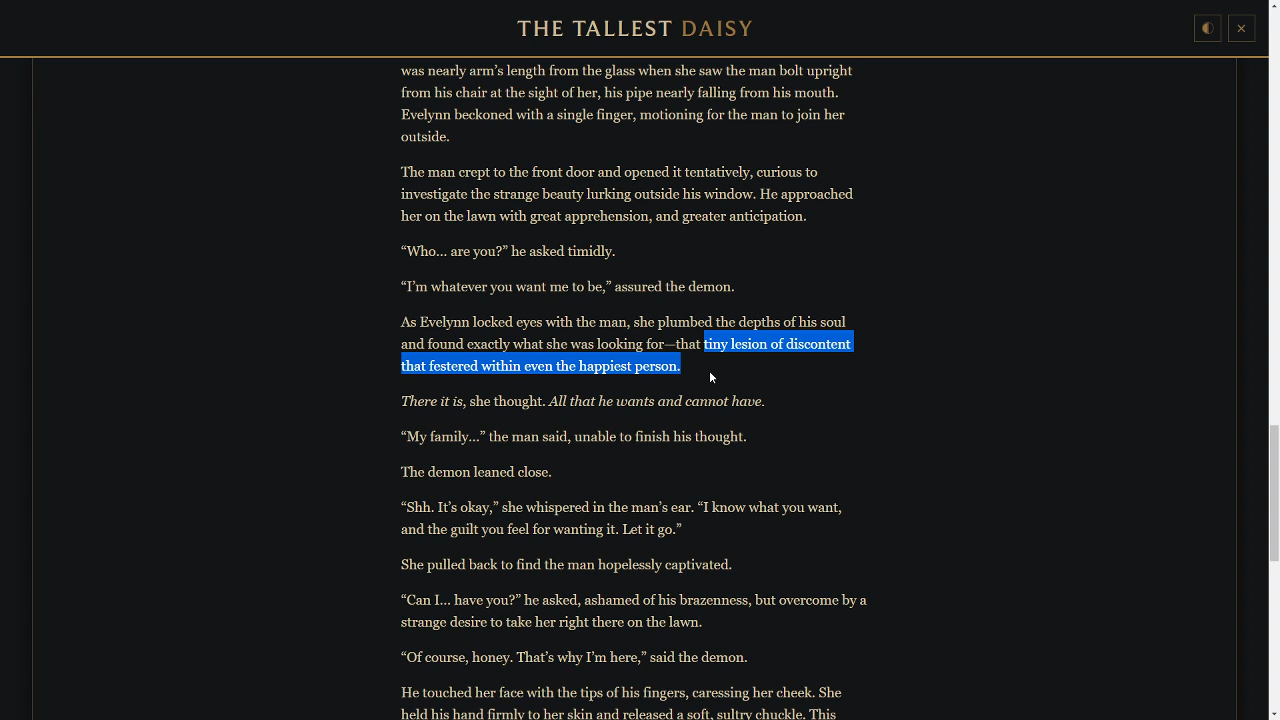 THE TALLEST DAISY
was nearly arm’s length from the glass when she saw the man bolt upright
from his chair at the sight of her, his pipe nearly falling from his mouth.
Evelynn beckoned with a single finger, motioning for the man to join her
outside.
The man crept to the front door and opened it tentatively, curious to
investigate the strange beauty lurking outside his window. He approached
her on the lawn with great apprehension, and greater anticipation.
“Who… are you?” he asked timidly.
“I’m whatever you want me to be,” assured the demon.
As Evelynn locked eyes with the man, she plumbed the depths of his soul
and found exactly what she was looking for—that tiny lesion of discontent
that festered within even the happiest person.
There it is, she thought. All that he wants and cannot have.
“My family…” the man said, unable to finish his thought.
The demon leaned close.
“Shh. It’s okay,” she whispered in the man’s ear. “I know what you want,
and the guilt you feel for wanting it. Let it go.”
She pulled back to find the man hopelessly captivated.
“Can I… have you?” he asked, ashamed of his brazenness, but overcome by a
strange desire to take her right there on the lawn.
“Of course, honey. That’s why I’m here,” said the demon.
He touched her face with the tips of his fingers, caressing her cheek. She
held his hand firmly to her skin and released a soft, sultry chuckle. This